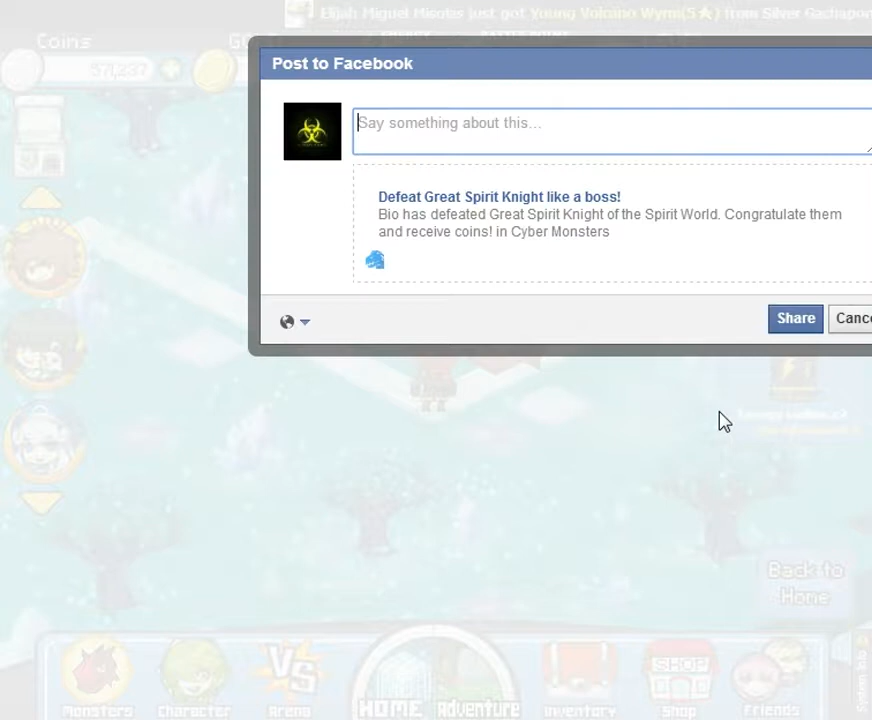 Elijah Miguel Misolas just got Young Volcano Wyrm(5★) from Silver Gachapon
Coins
Post to Facebook
Say something about this...
Defeat Great Spirit Knight like a boss!
Bio has defeated Great Spirit Knight of the Spirit World. Congratulate them
and receive coins! in Cyber Monsters
Share
Back to
Home
Monsters
Character
VS
Arena
HOME
Adventure
Inventory
SHOP
Shop
Friends